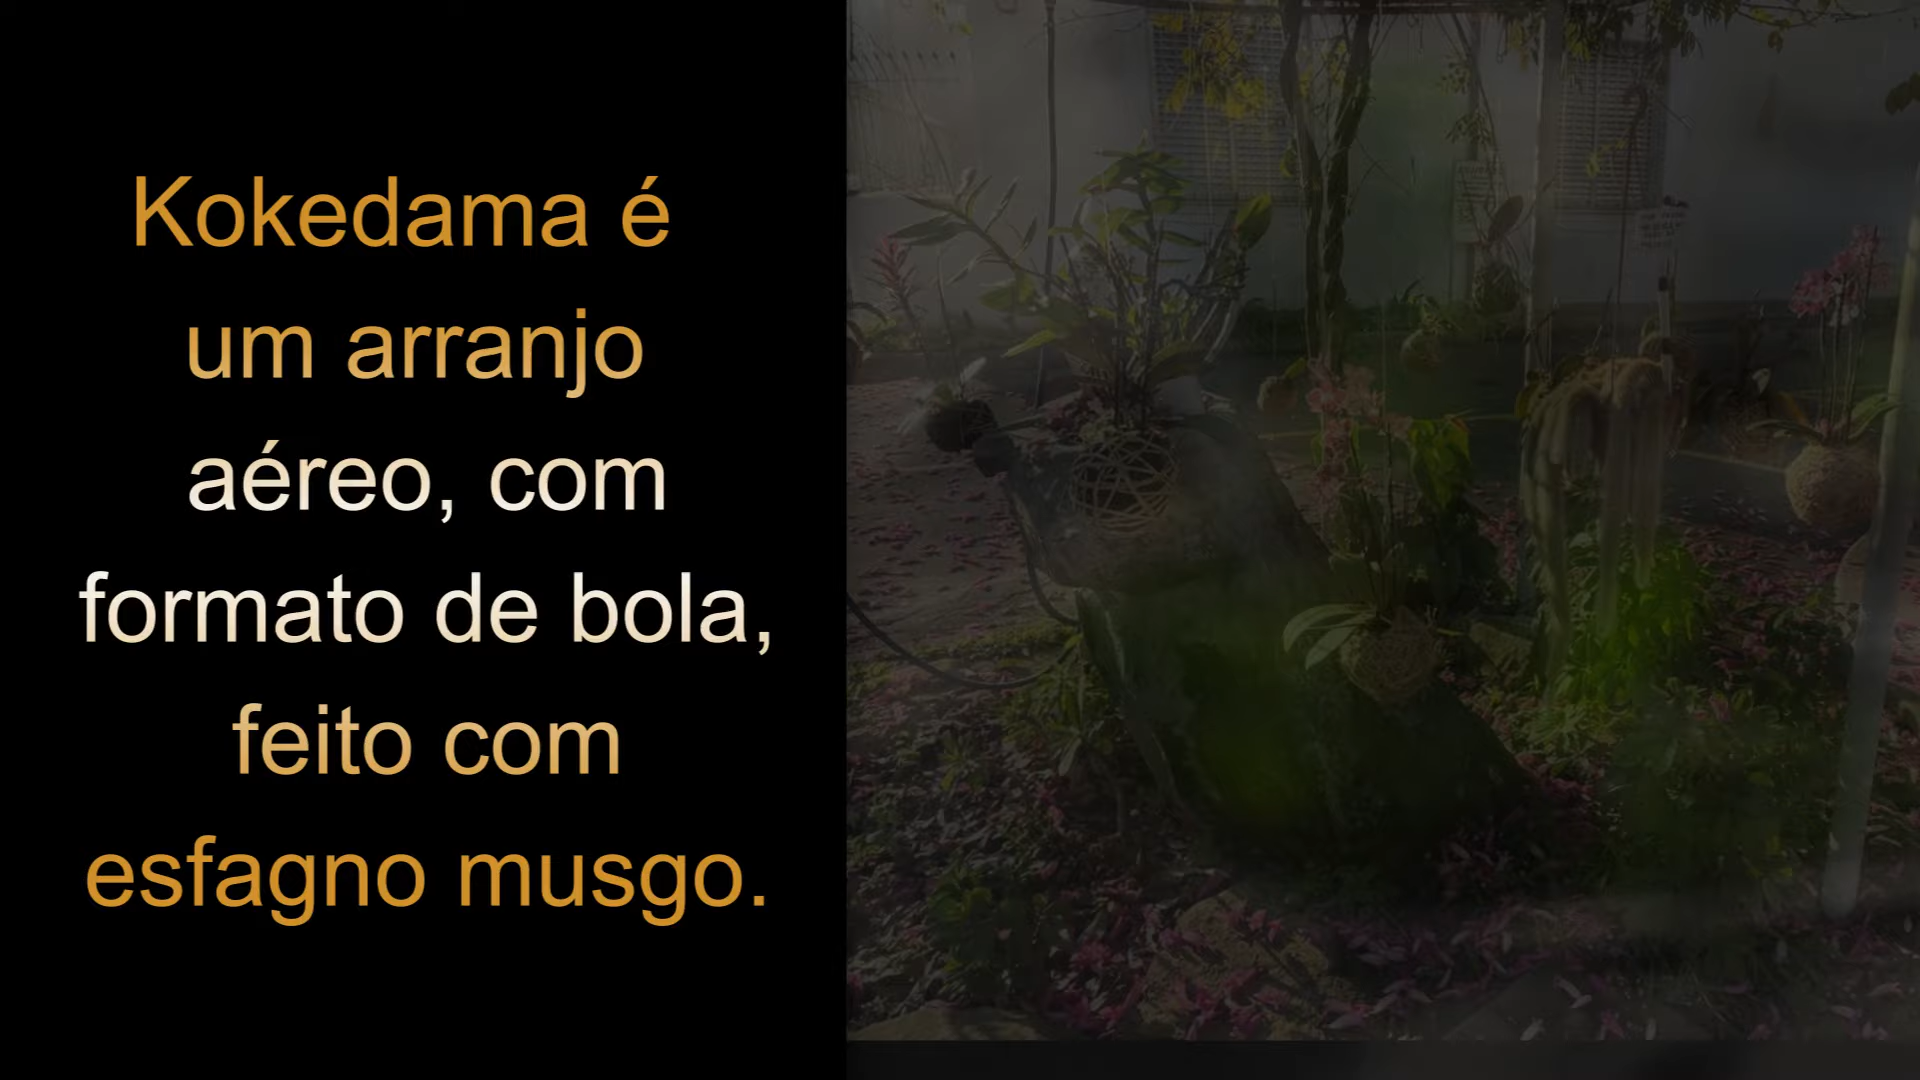 Kokedama é
um arranjo
aéreo, com
formato de bola,
feito com
esfagno musgo.